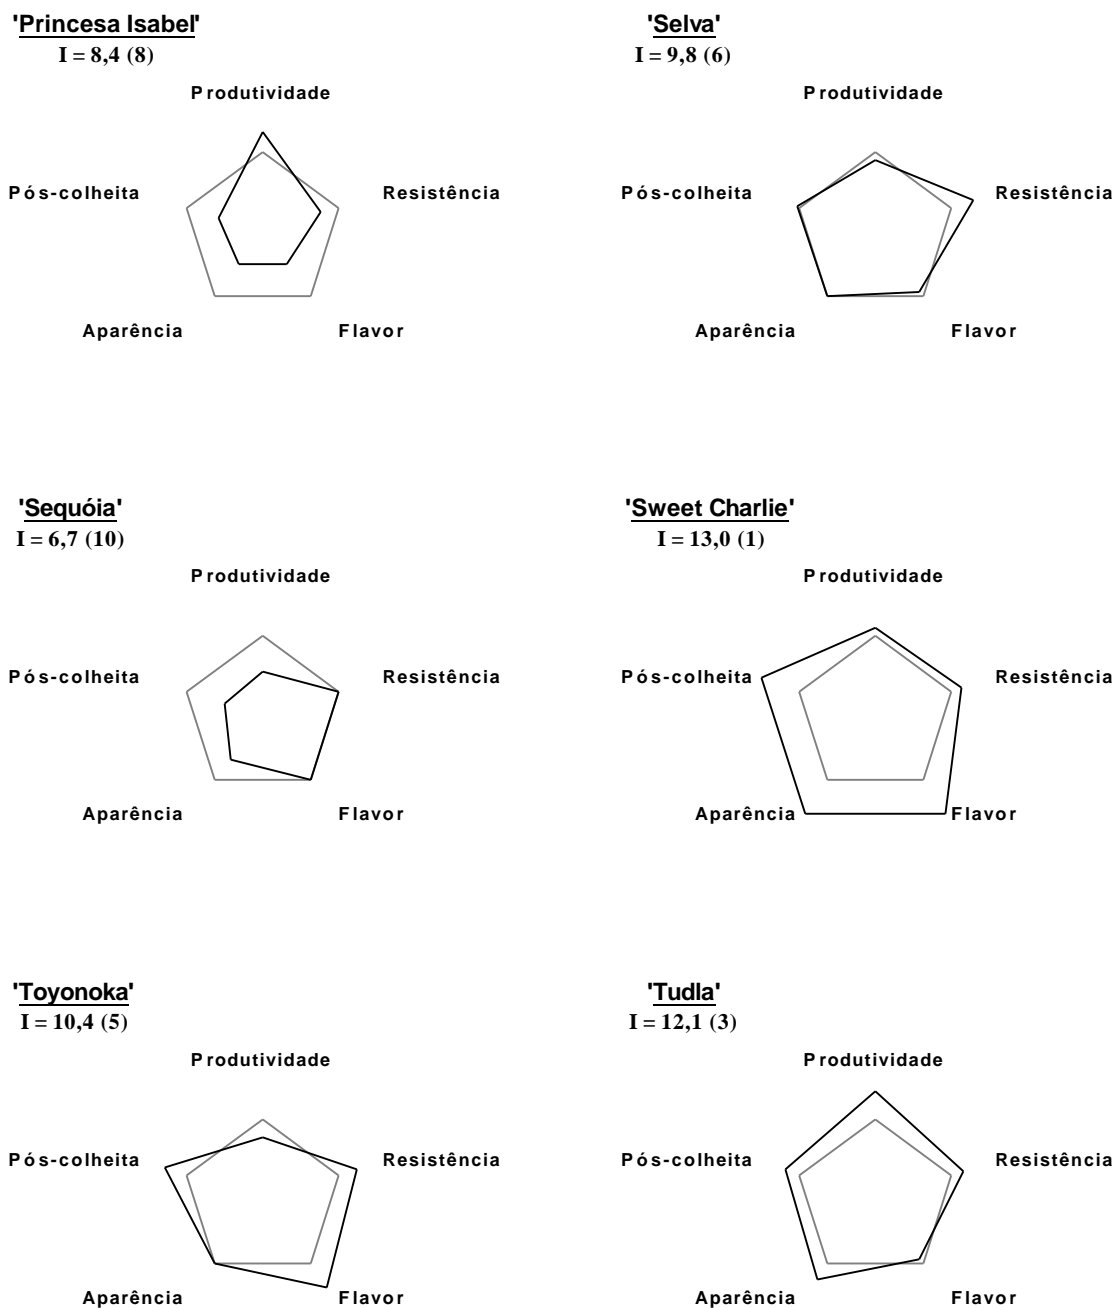 'Princesa Isabel'
I = 8,4 (8)
Produtividade
Pós-colheita
Resistência
Aparência
Flavor
'Selva'
I = 9,8 (6)
Produtividade
Pós-colheita
Resistência
Aparência
Flavor
'Sequóia'
I = 6,7 (10)
Produtividade
Pós-colheita
Resistência
Aparência
Flavor
'Sweet Charlie'
I = 13,0 (1)
Produtividade
Pós-colheita
Resistência
Aparência
Flavor
'Toyonoka'
I = 10,4 (5)
Produtividade
Pós-colheita
Resistência
Aparência
Flavor
'Tudla'
I = 12,1 (3)
Produtividade
Pós-colheita
Resistência
Aparência
Flavor